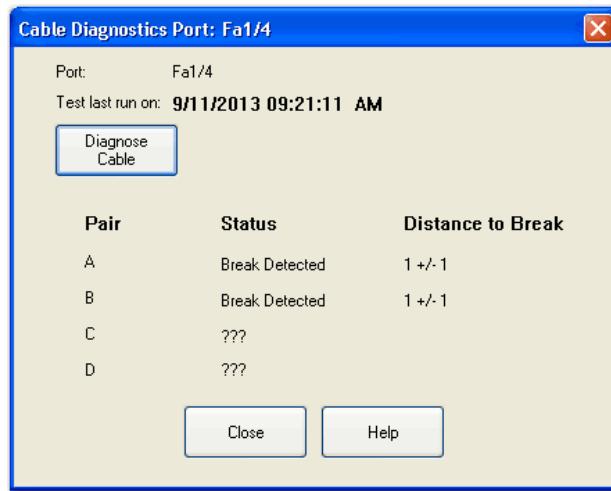 Cable Diagnostics Port: Fa1/4
Port: Fa1/4
Test last run on: 9/11/2013 09:21:11 AM
Diagnose
Cable
Pair Status Distance to Break
A Break Detected 1 +/- 1
B Break Detected 1 +/- 1
C ???
D ???
Close Help